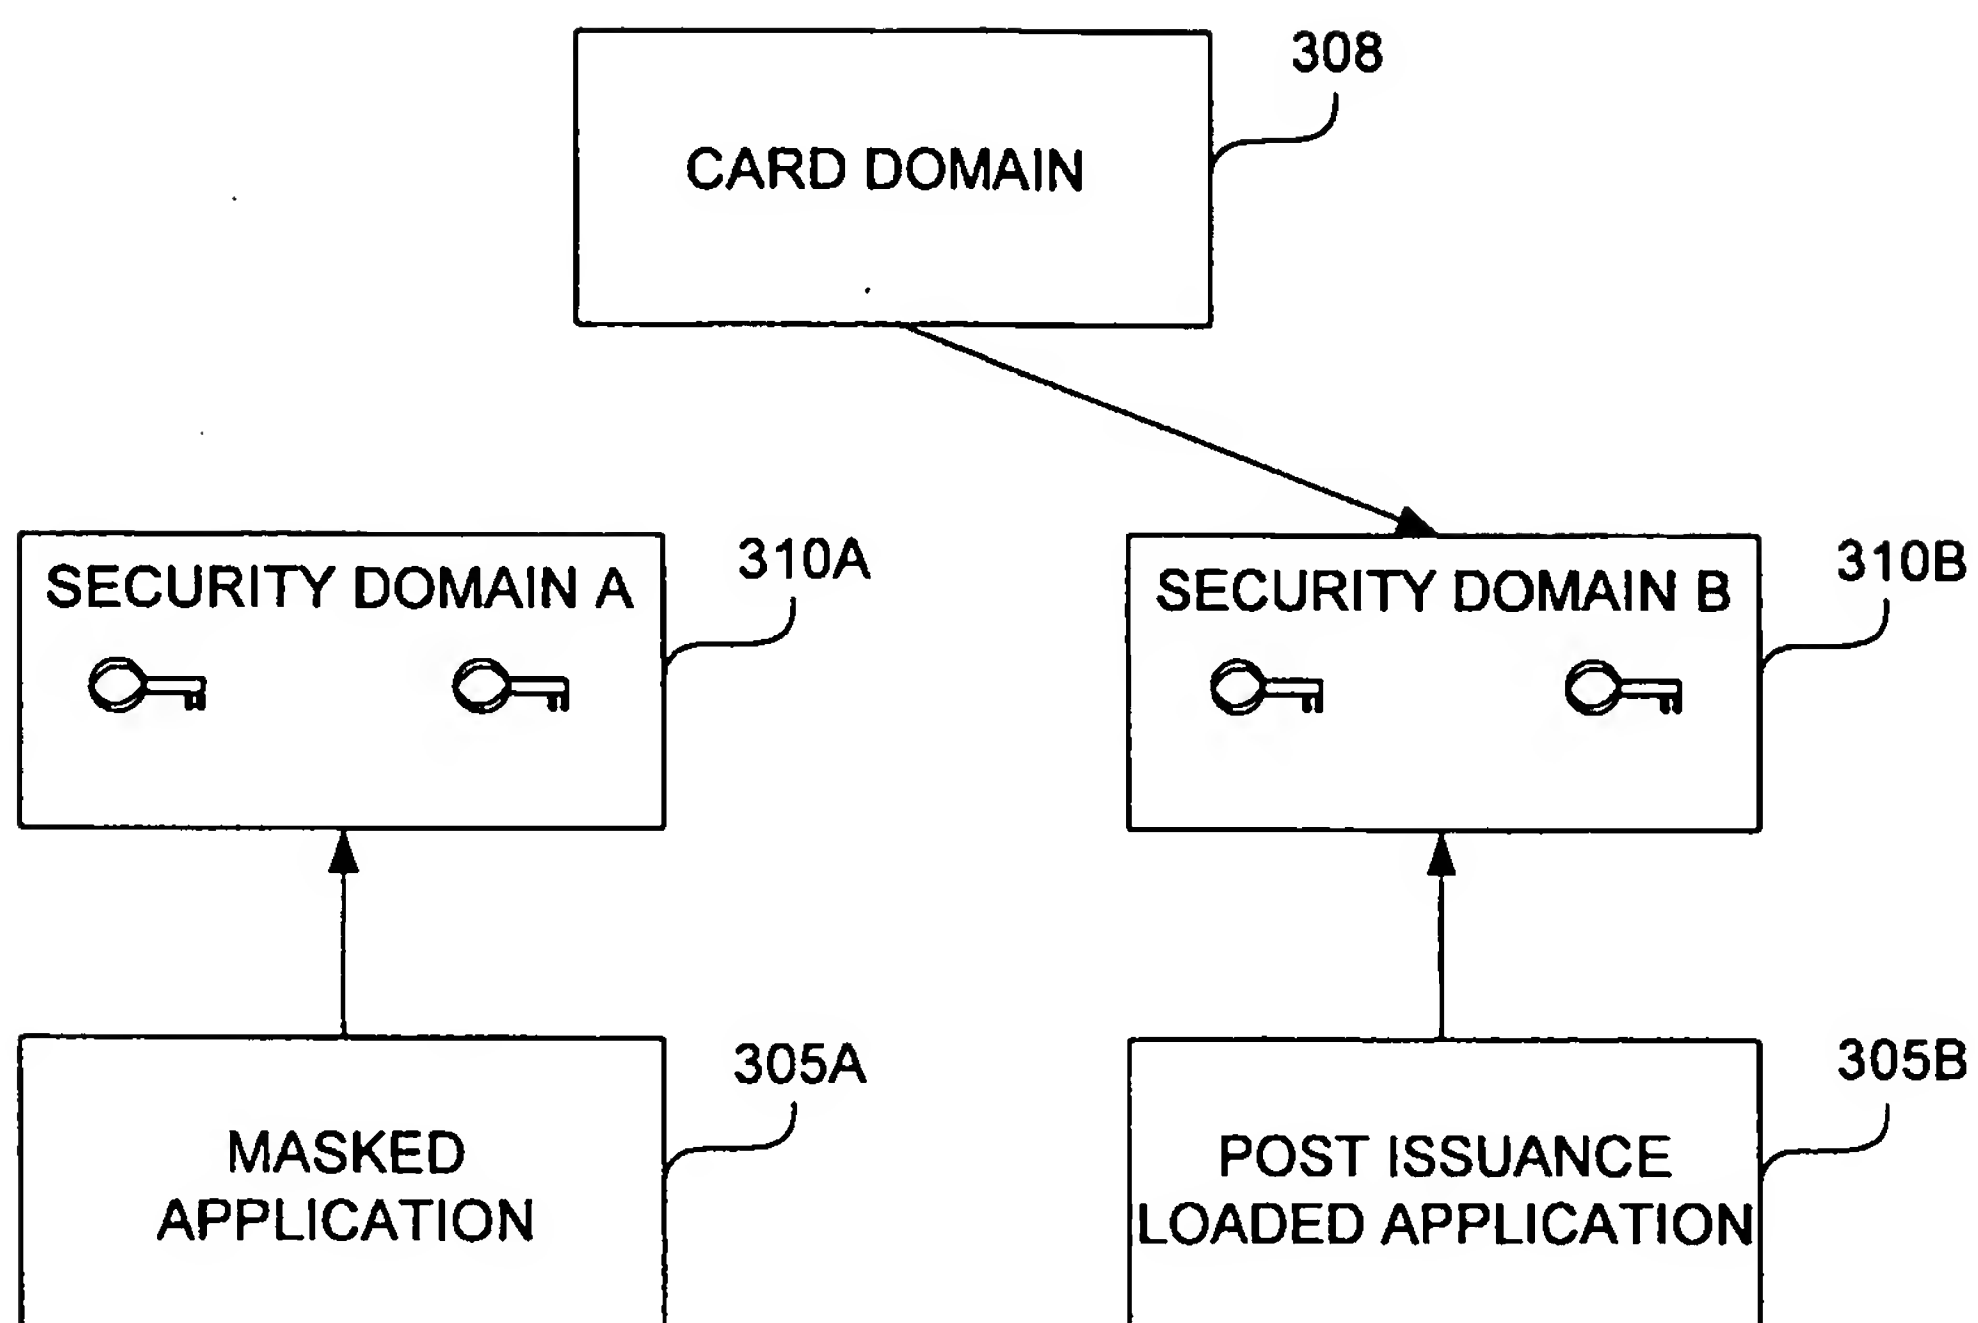 308
CARD DOMAIN
310A
SECURITY DOMAIN A
310B
SECURITY DOMAIN B
305A
MASKED
APPLICATION
305B
POST ISSUANCE
LOADED APPLICATION